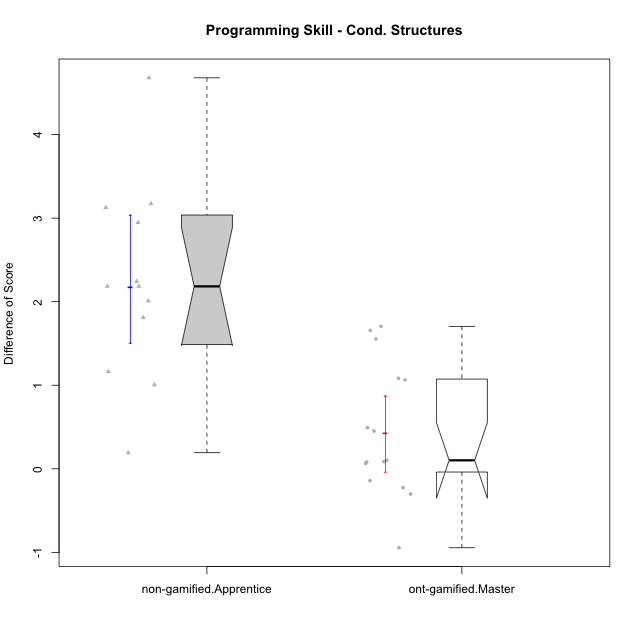 Programming Skill - Cond. Structures
Difference of Score
4
3
2
1
0
-1
non-gamified.Apprentice
ont-gamified.Master